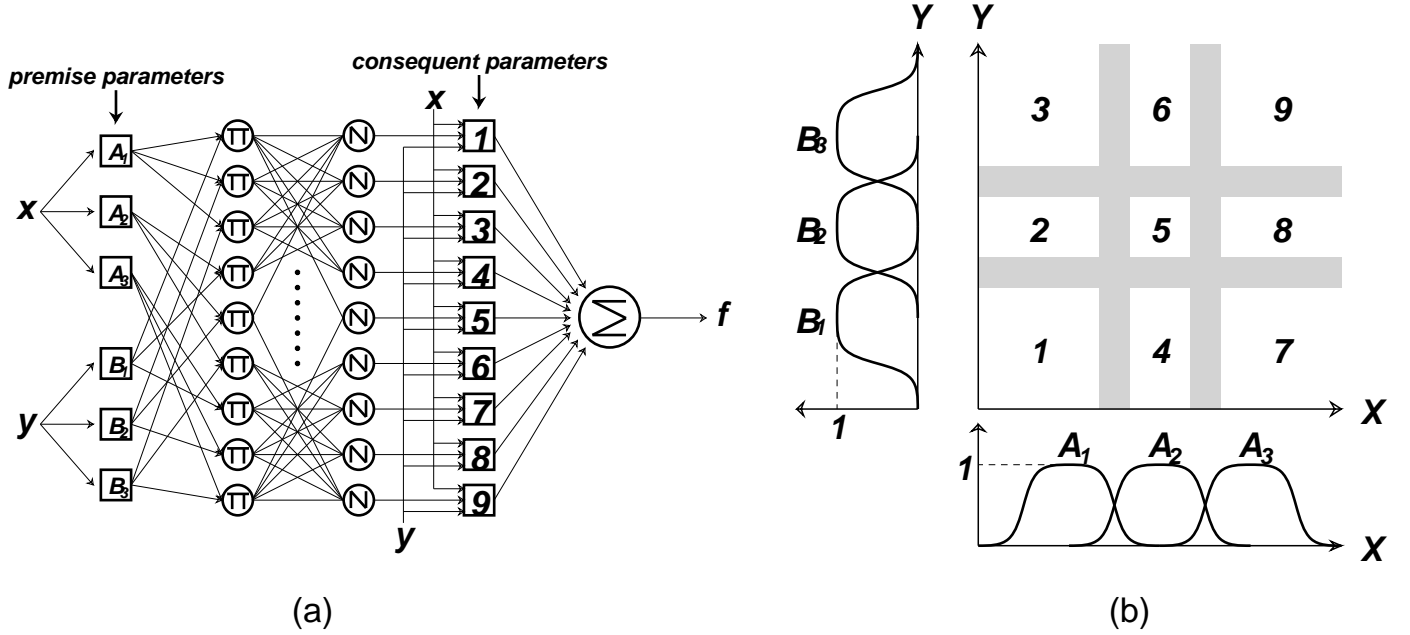 premise parameters
consequent parameters
x
A1
A2
A3
x
B1
B2
B3
y
Π
Π
Π
Π
Π
Π
Π
Π
Π
N
N
N
N
N
N
N
N
N
1
2
3
4
5
6
7
8
9
y
Σ
f
(a)
Y
B3
B2
B1
1
Y
3 6 9
2 5 8
1 4 7
X
A1 A2 A3
1
X
(b)